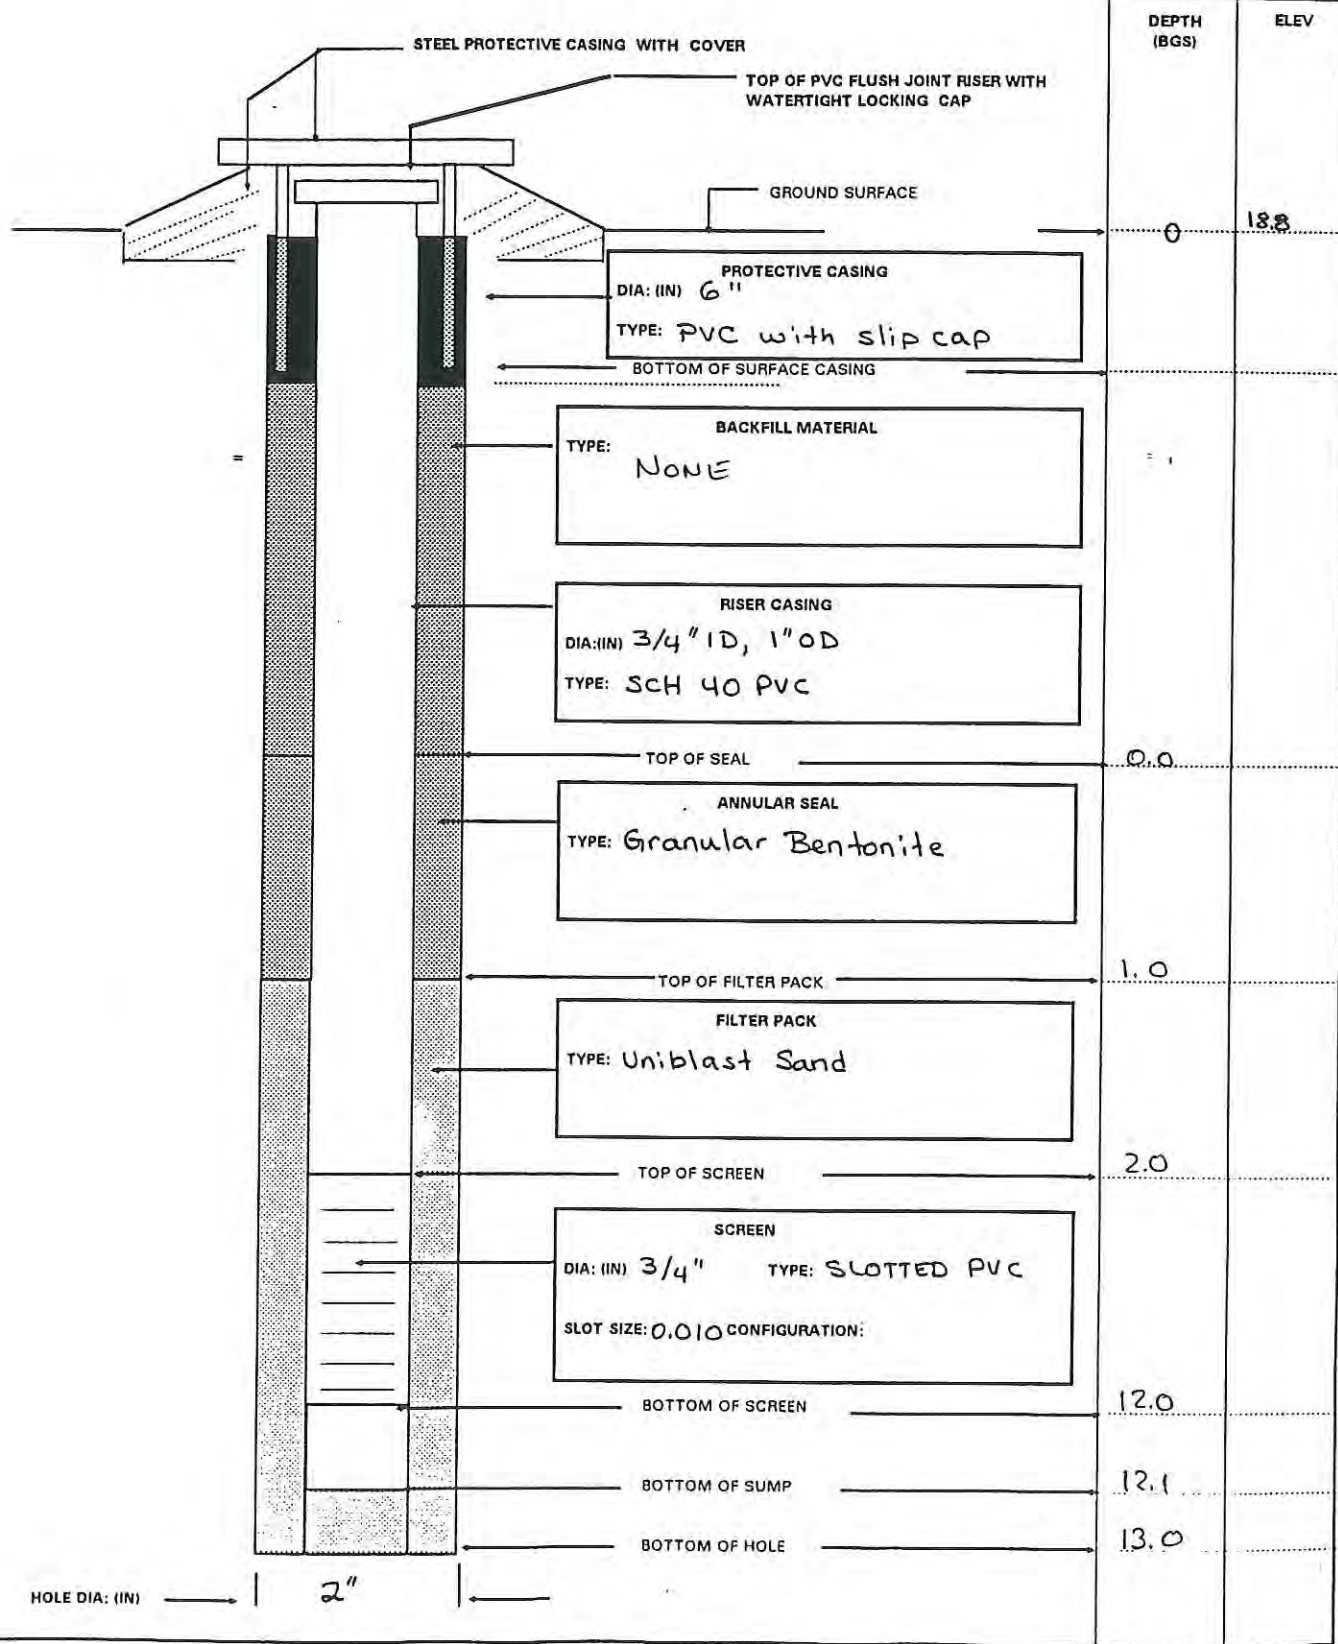 DEPTH
(BGS)
ELEV
STEEL PROTECTIVE CASING WITH COVER
TOP OF PVC FLUSH JOINT RISER WITH
WATERTIGHT LOCKING CAP
GROUND SURFACE
0
18.8
PROTECTIVE CASING
DIA: (IN) 6"
TYPE: PVC with slip cap
BOTTOM OF SURFACE CASING
BACKFILL MATERIAL
TYPE:
NONE
RISER CASING
DIA:(IN) 3/4" ID, 1" OD
TYPE: SCH 40 PVC
TOP OF SEAL
0.0
ANNULAR SEAL
TYPE: Granular Bentonite
TOP OF FILTER PACK
1.0
FILTER PACK
TYPE: Uniblast Sand
TOP OF SCREEN
2.0
SCREEN
DIA: (IN) 3/4" TYPE: SLOTTED PVC
SLOT SIZE: 0.010 CONFIGURATION:
BOTTOM OF SCREEN
12.0
BOTTOM OF SUMP
12.1
BOTTOM OF HOLE
13.0
HOLE DIA: (IN) 2"